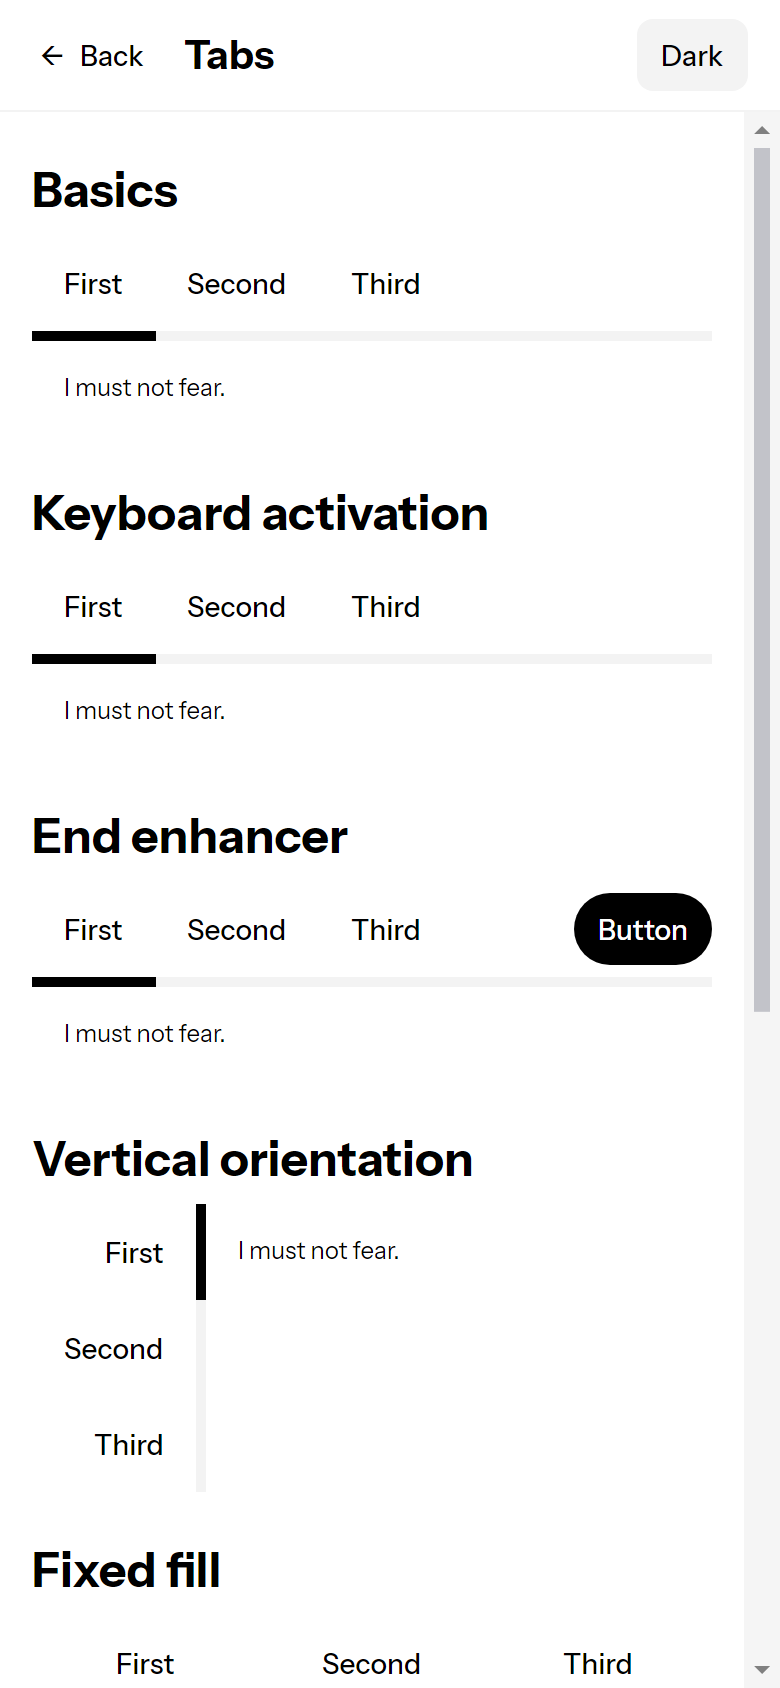 ← Back Tabs Dark
Basics
First Second Third
I must not fear.
Keyboard activation
First Second Third
I must not fear.
End enhancer
First Second Third Button
I must not fear.
Vertical orientation
First I must not fear.
Second
Third
Fixed fill
First Second Third